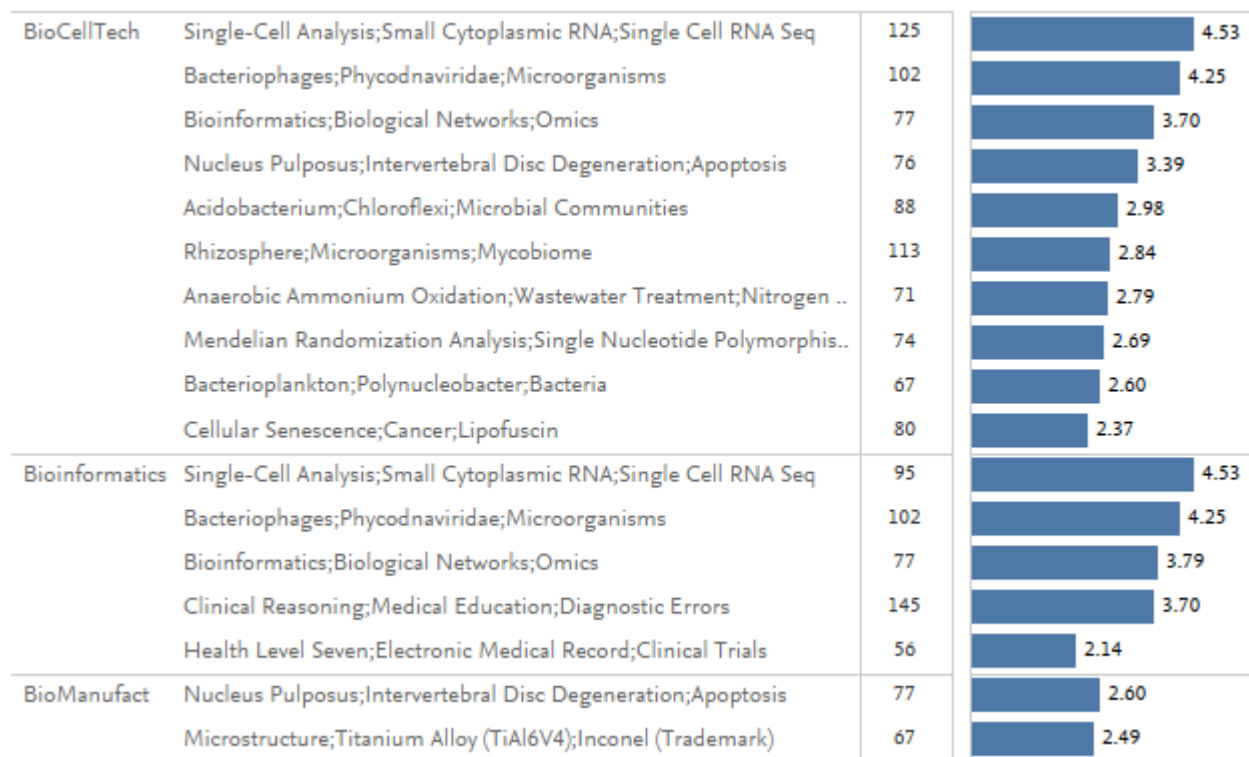 BioCellTech Single-Cell Analysis;Small Cytoplasmic RNA;Single Cell RNA Seq 125 4.53
Bacteriophages;Phycodnaviridae;Microorganisms 102 4.25
Bioinformatics;Biological Networks;Omics 77 3.70
Nucleus Pulposus;Intervertebral Disc Degeneration;Apoptosis 76 3.39
Acidobacterium;Chloroflexi;Microbial Communities 88 2.98
Rhizosphere;Microorganisms;Mycobiome 113 2.84
Anaerobic Ammonium Oxidation;Wastewater Treatment;Nitrogen .. 71 2.79
Mendelian Randomization Analysis;Single Nucleotide Polymorphis.. 74 2.69
Bacterioplankton;Polynucleobacter;Bacteria 67 2.60
Cellular Senescence;Cancer;Lipofuscin 80 2.37
Bioinformatics Single-Cell Analysis;Small Cytoplasmic RNA;Single Cell RNA Seq 95 4.53
Bacteriophages;Phycodnaviridae;Microorganisms 102 4.25
Bioinformatics;Biological Networks;Omics 77 3.79
Clinical Reasoning;Medical Education;Diagnostic Errors 145 3.70
Health Level Seven;Electronic Medical Record;Clinical Trials 56 2.14
BioManufact Nucleus Pulposus;Intervertebral Disc Degeneration;Apoptosis 77 2.60
Microstructure;Titanium Alloy (TiAl6V4);Inconel (Trademark) 67 2.49